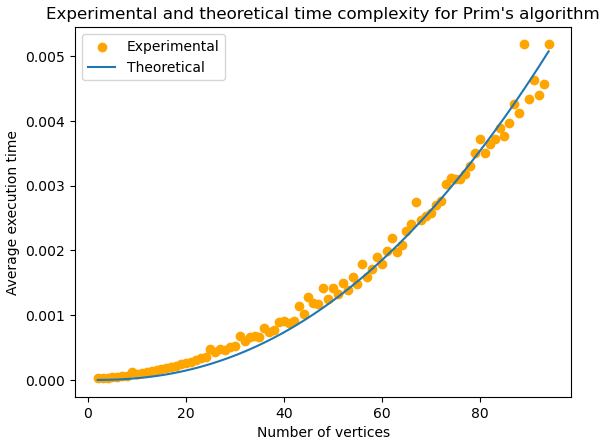 Experimental and theoretical time complexity for Prim's algorithm
Experimental
Theoretical
Average execution time
0.005
0.004
0.003
0.002
0.001
0.000
0
20
40
60
80
Number of vertices